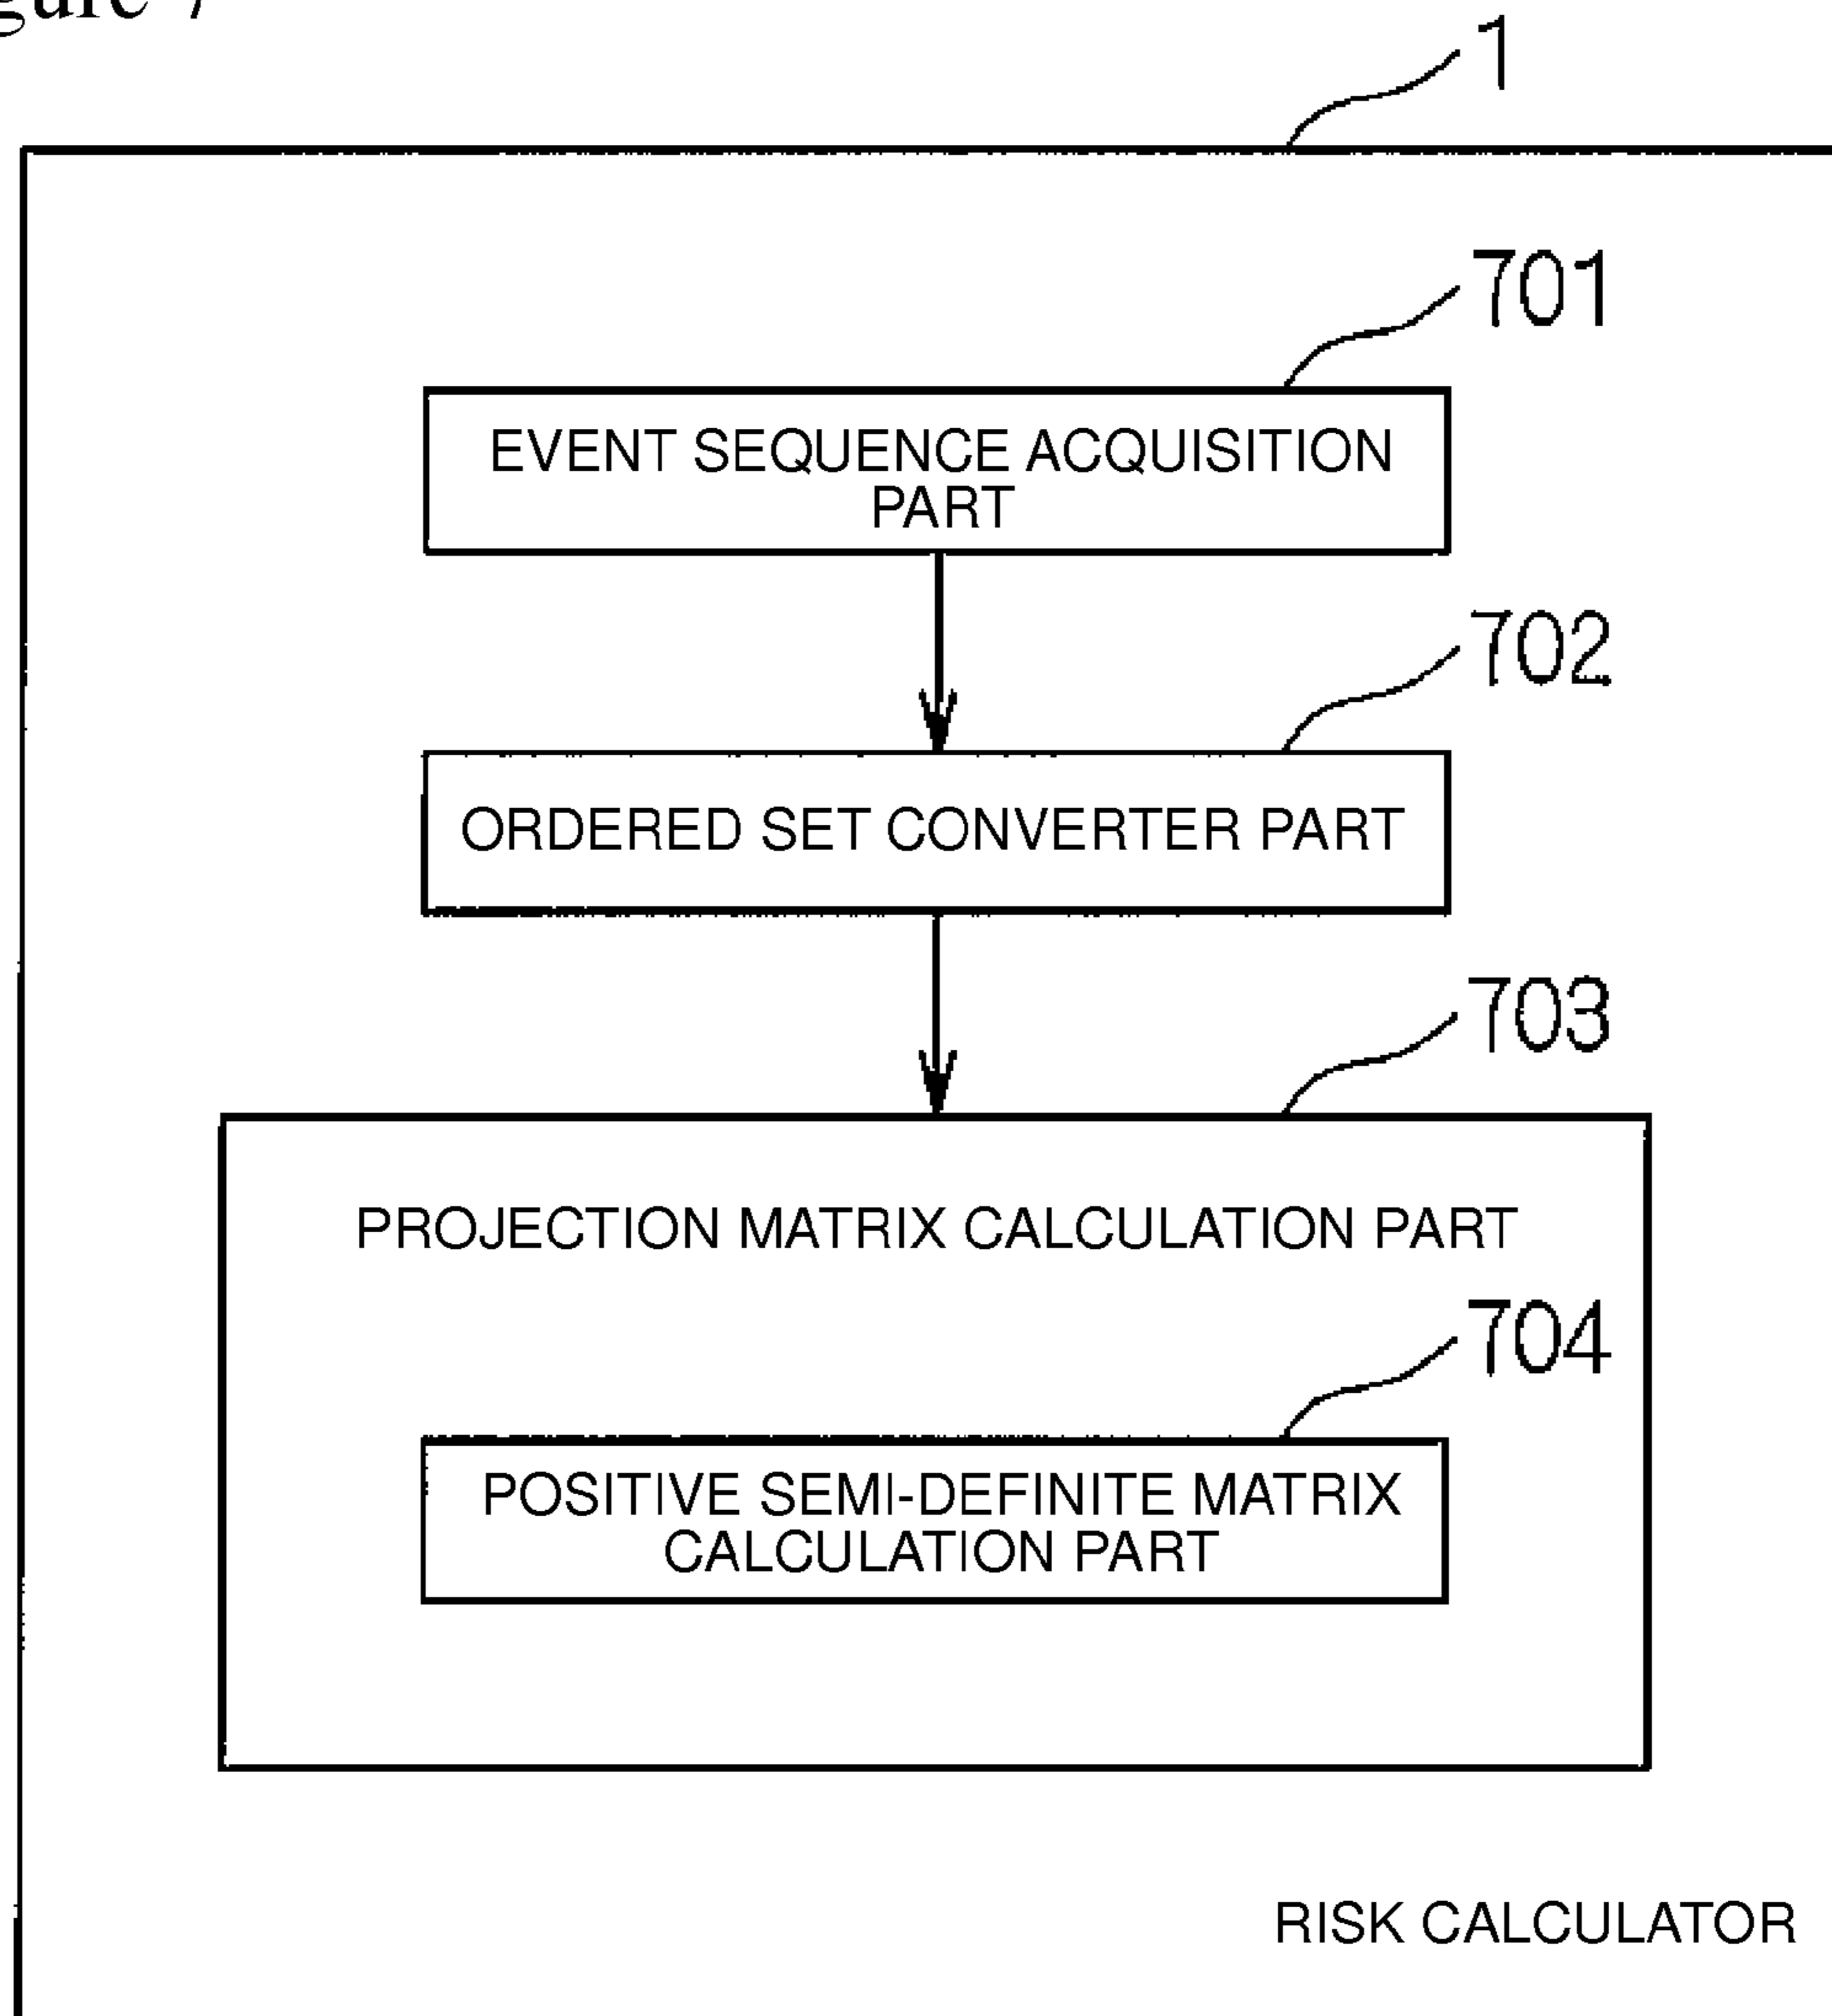 7
1
701
EVENT SEQUENCE ACQUISITION
PART
702
ORDERED SET CONVERTER PART
703
PROJECTION MATRIX CALCULATION PART
704
POSITIVE SEMI-DEFINITE MATRIX
CALCULATION PART
RISK CALCULATOR